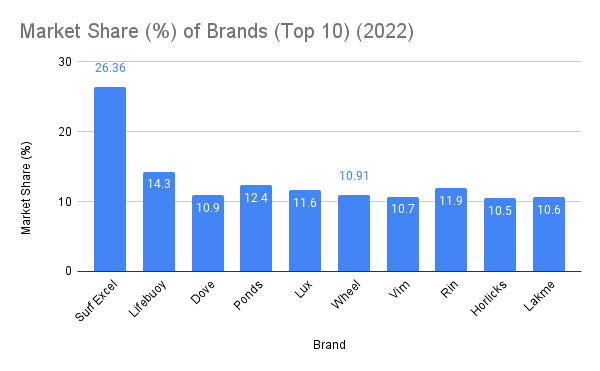 Market Share (%) of Brands (Top 10) (2022)
Market Share (%)
30
20
10
0
26.36
14.3
10.9
12.4
11.6
10.91
10.7
11.9
10.5
10.6
Surf Excel
Lifebuoy
Dove
Ponds
Lux
Wheel
Vim
Rin
Horlicks
Lakme
Brand